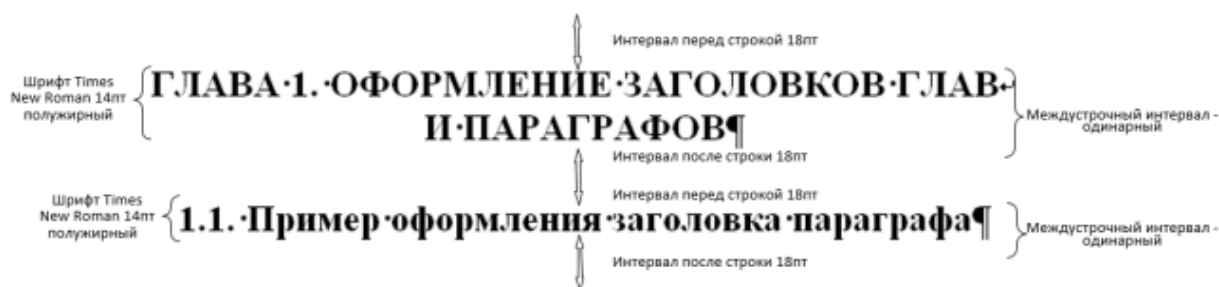 Интервал перед строкой 18пт
Шрифт Times
New Roman 14пт
полужирный
ГЛАВА·1.·ОФОРМЛЕНИЕ·ЗАГОЛОВКОВ·ГЛАВ↵
И·ПАРАГРАФОВ¶
Междустрочный интервал -
одинарный
Интервал после строки 18пт
Интервал перед строкой 18пт
Шрифт Times
New Roman 14пт
полужирный
1.1.·Пример·оформления·заголовка·параграфа¶
Междустрочный интервал -
одинарный
Интервал после строки 18пт